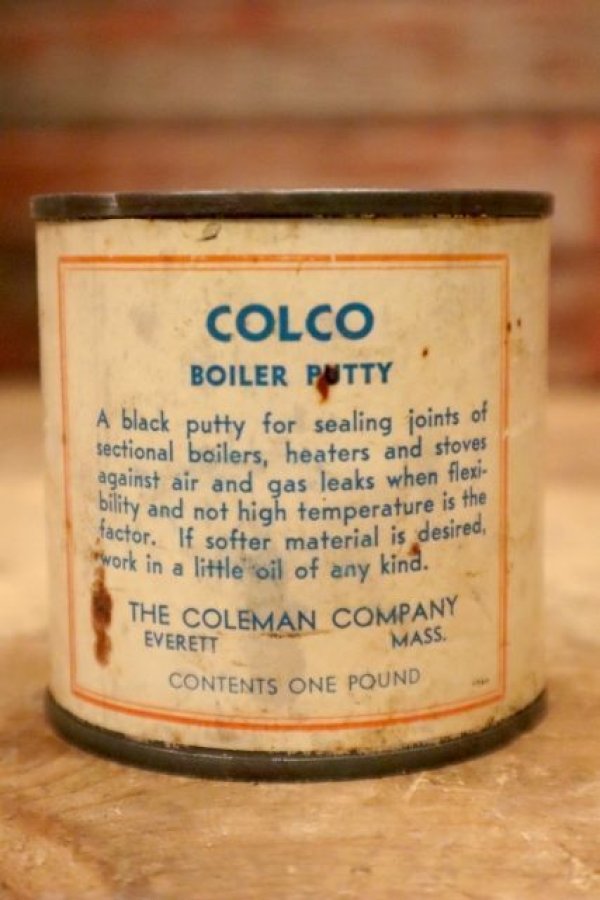 COLCO
BOILER PUTTY
A black putty for sealing joints of
sectional boilers, heaters and stoves
against air and gas leaks when flexi-
bility and not high temperature is the
factor. If softer material is desired,
work in a little oil of any kind.
THE COLEMAN COMPANY
EVERETT MASS.
CONTENTS ONE POUND